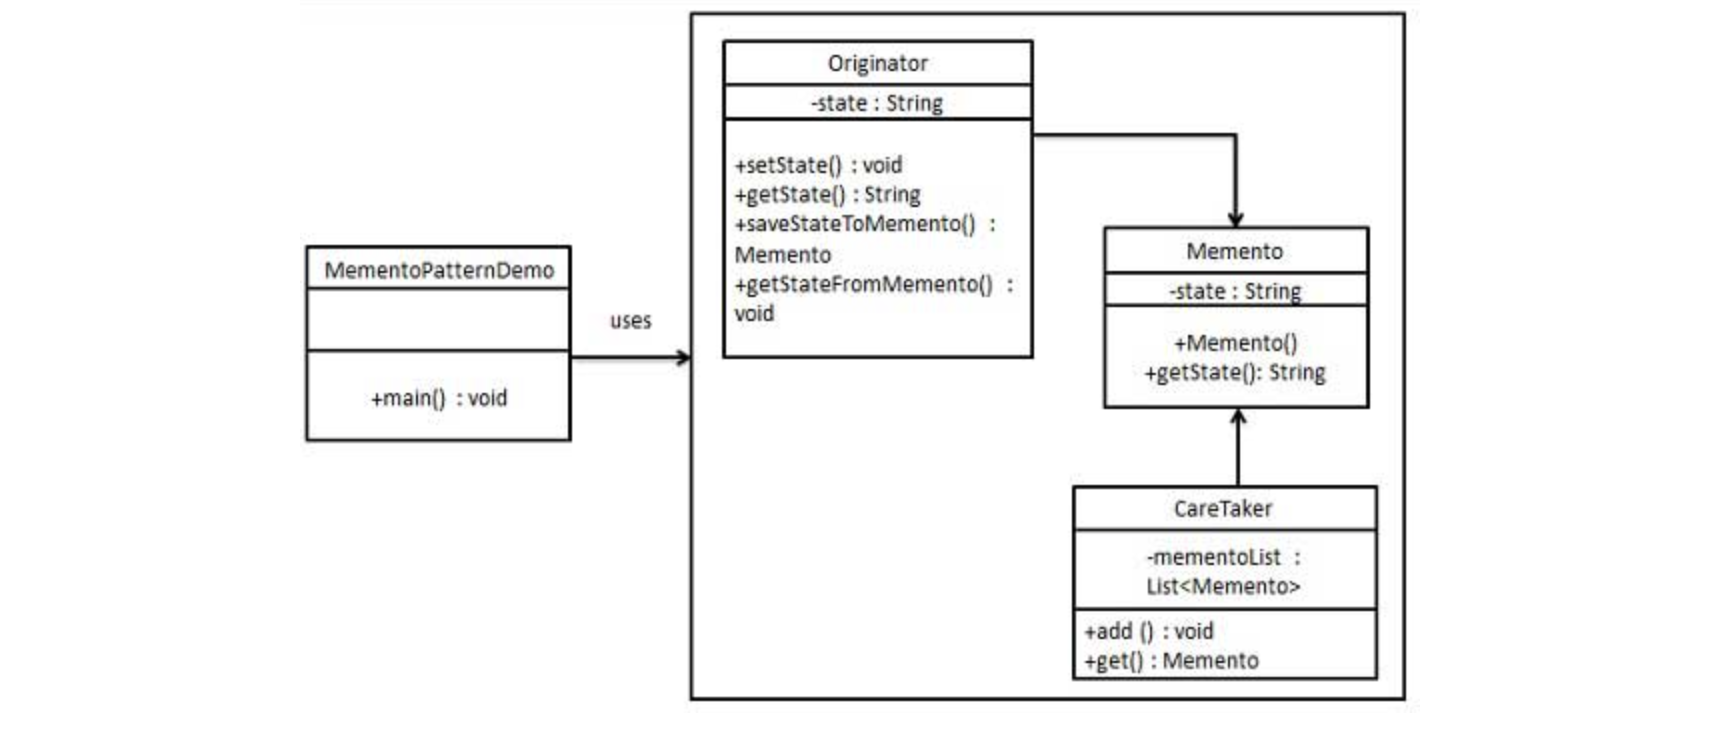 MementoPatternDemo
+main() : void
uses
Originator
-state : String
+setState() : void
+getState() : String
+saveStateToMemento() :
Memento
+getStateFromMemento() :
void
Memento
-state : String
+Memento()
+getState(): String
CareTaker
-mementoList :
List<Memento>
+add () : void
+get() : Memento